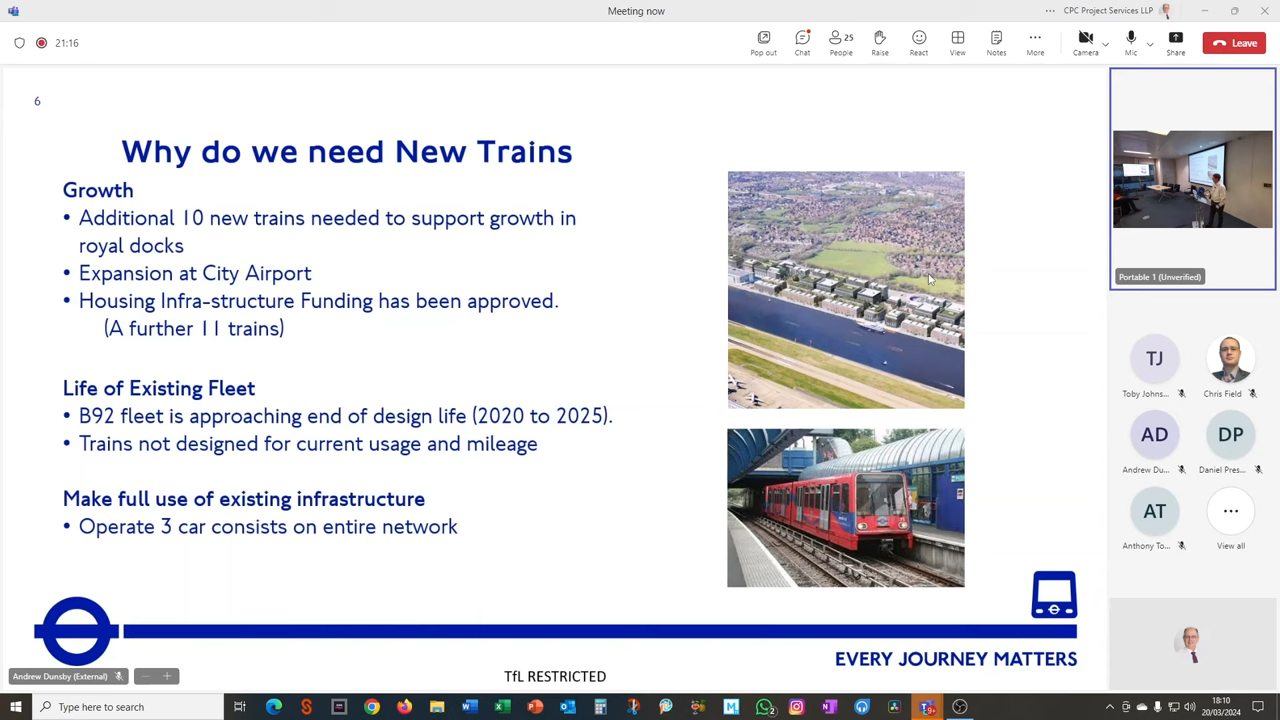 Meeting now
CPC Project Services LLP
21:16
Pop out
Chat
25
People
Raise
React
View
Notes
More
Camera
Mic
Share
Leave
6
Why do we need New Trains
Growth
• Additional 10 new trains needed to support growth in
royal docks
• Expansion at City Airport
• Housing Infra-structure Funding has been approved.
(A further 11 trains)
Life of Existing Fleet
• B92 fleet is approaching end of design life (2020 to 2025).
• Trains not designed for current usage and mileage
Make full use of existing infrastructure
• Operate 3 car consists on entire network
EVERY JOURNEY MATTERS
TfL RESTRICTED
Andrew Dunsby (External)
Portable 1 (Unverified)
TJ
Toby Johns...
Chris Field
AD
Andrew Du...
DP
Daniel Pres...
AT
Anthony To...
View all
Type here to search
18:10
20/03/2024